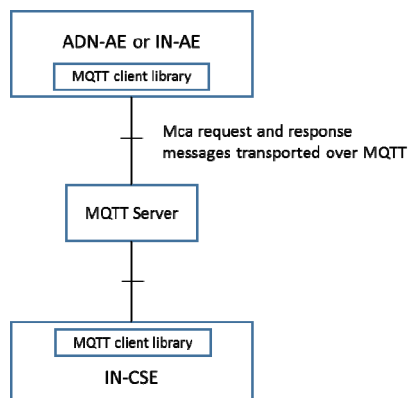 ADN-AE or IN-AE
MQTT client library
Mca request and response
messages transported over MQTT
MQTT Server
MQTT client library
IN-CSE